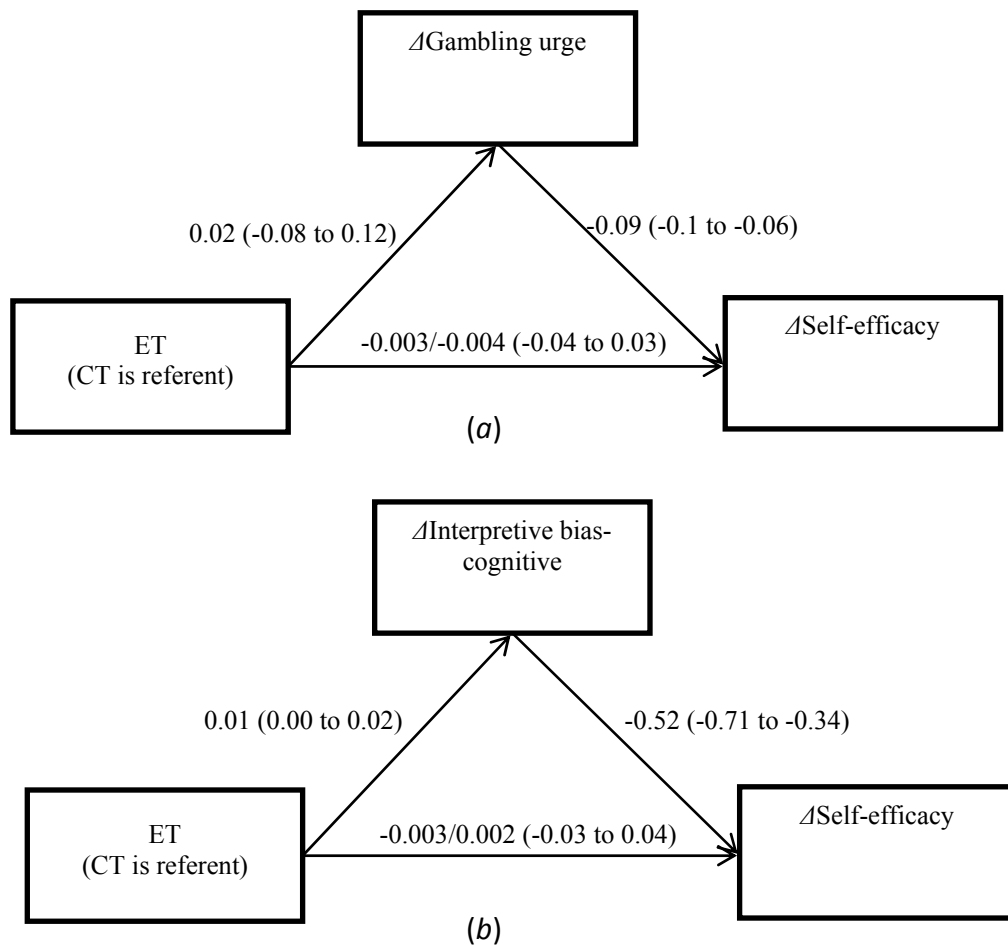 ΔGambling urge
0.02 (-0.08 to 0.12)
-0.09 (-0.1 to -0.06)
ET
(CT is referent)
-0.003/-0.004 (-0.04 to 0.03)
ΔSelf-efficacy
(a)
ΔInterpretive bias-
cognitive
0.01 (0.00 to 0.02)
-0.52 (-0.71 to -0.34)
ET
(CT is referent)
-0.003/0.002 (-0.03 to 0.04)
ΔSelf-efficacy
(b)